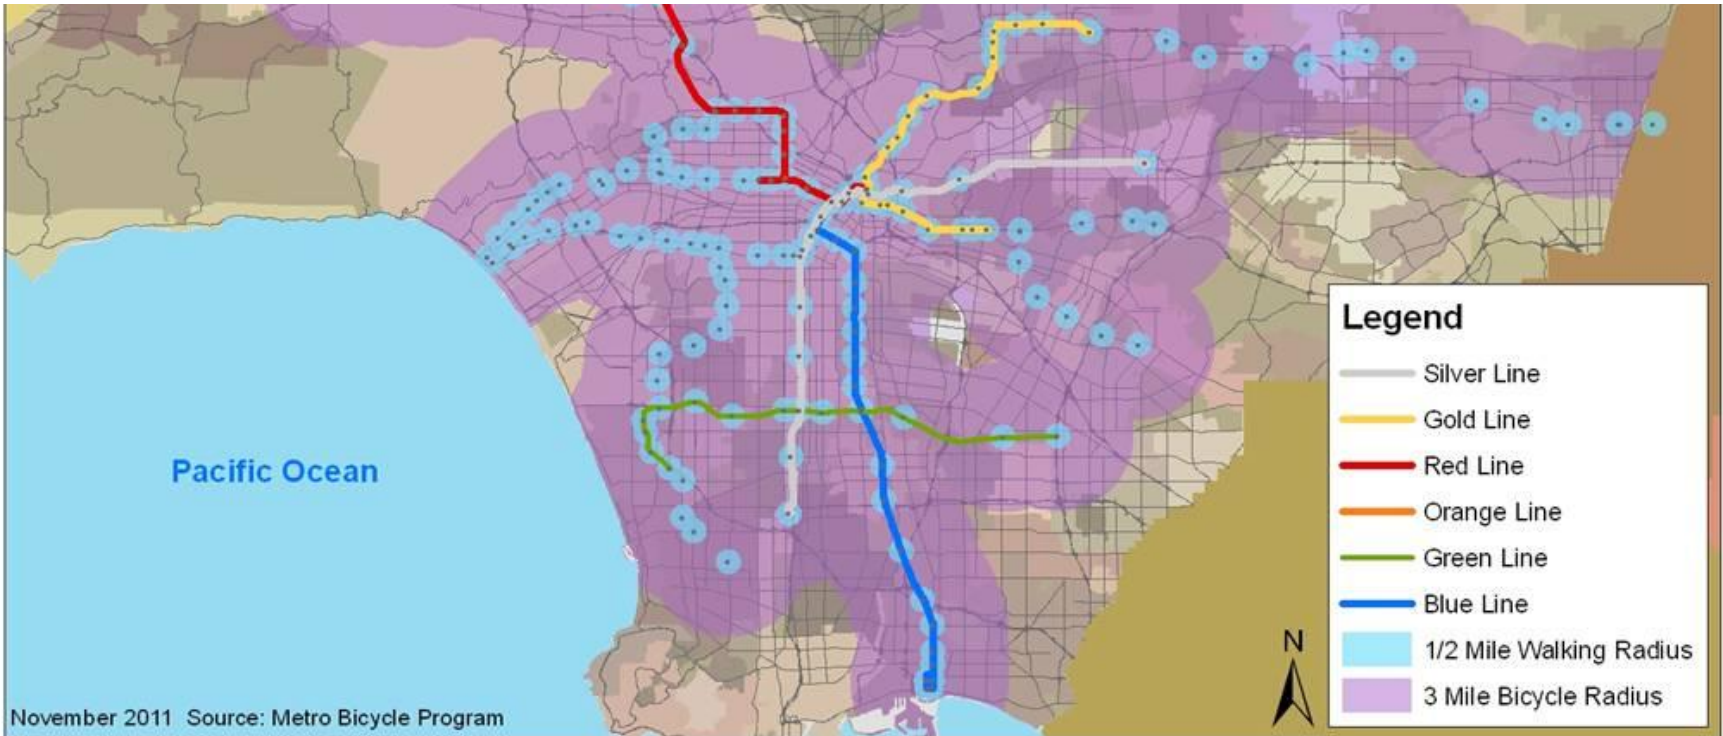 Pacific Ocean
Legend
Silver Line
Gold Line
Red Line
Orange Line
Green Line
Blue Line
1/2 Mile Walking Radius
3 Mile Bicycle Radius
N
November 2011 Source: Metro Bicycle Program